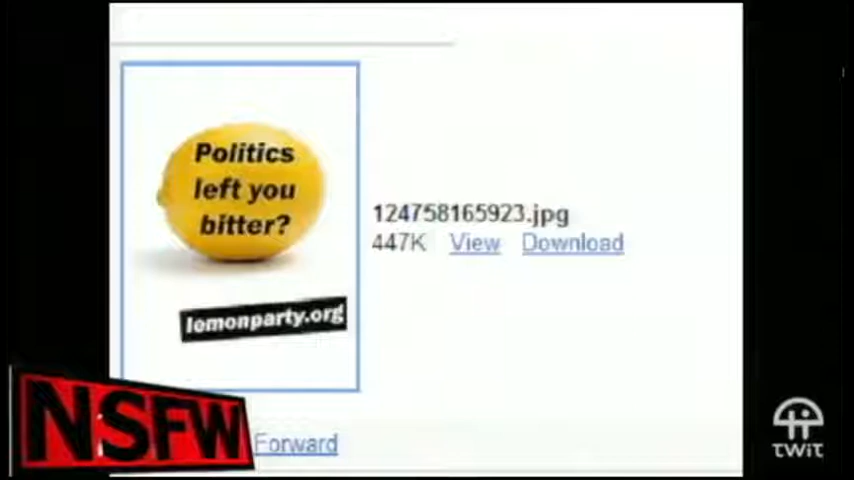 Politics
left you
bitter?
lemonparty.org
124758165923.jpg
447K View Download
Forward
NSFW
TWiT